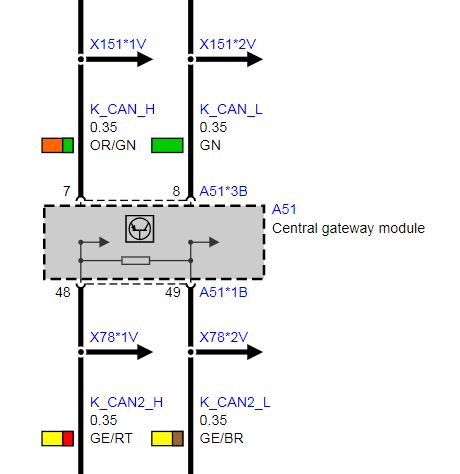 X151*1V X151*2V
K_CAN_H K_CAN_L
0.35 0.35
OR/GN GN
7 8 A51*3B
A51
Central gateway module
48 49 A51*1B
X78*1V X78*2V
K_CAN2_H K_CAN2_L
0.35 0.35
GE/RT GE/BR